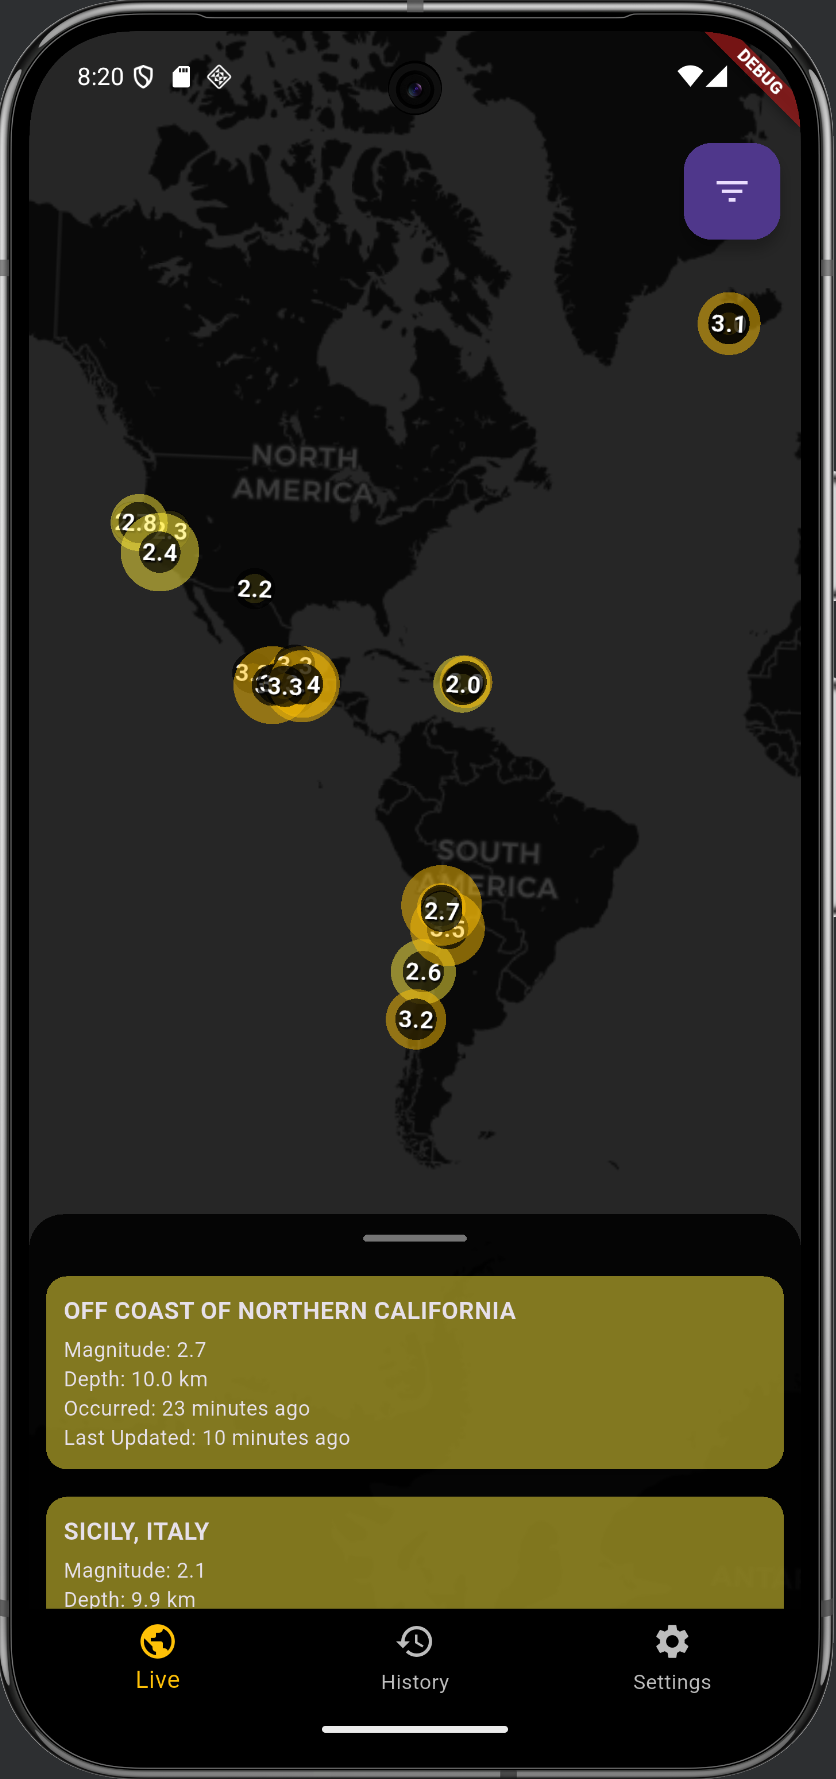 8:20
DEBUG
3.1
NORTH
AMERICA
2.8
2.4
2.2
3.3
2.0
SOUTH
AMERICA
2.7
3.5
2.6
3.2
OFF COAST OF NORTHERN CALIFORNIA
Magnitude: 2.7
Depth: 10.0 km
Occurred: 23 minutes ago
Last Updated: 10 minutes ago
SICILY, ITALY
Magnitude: 2.1
Depth: 9.9 km
Live
History
Settings